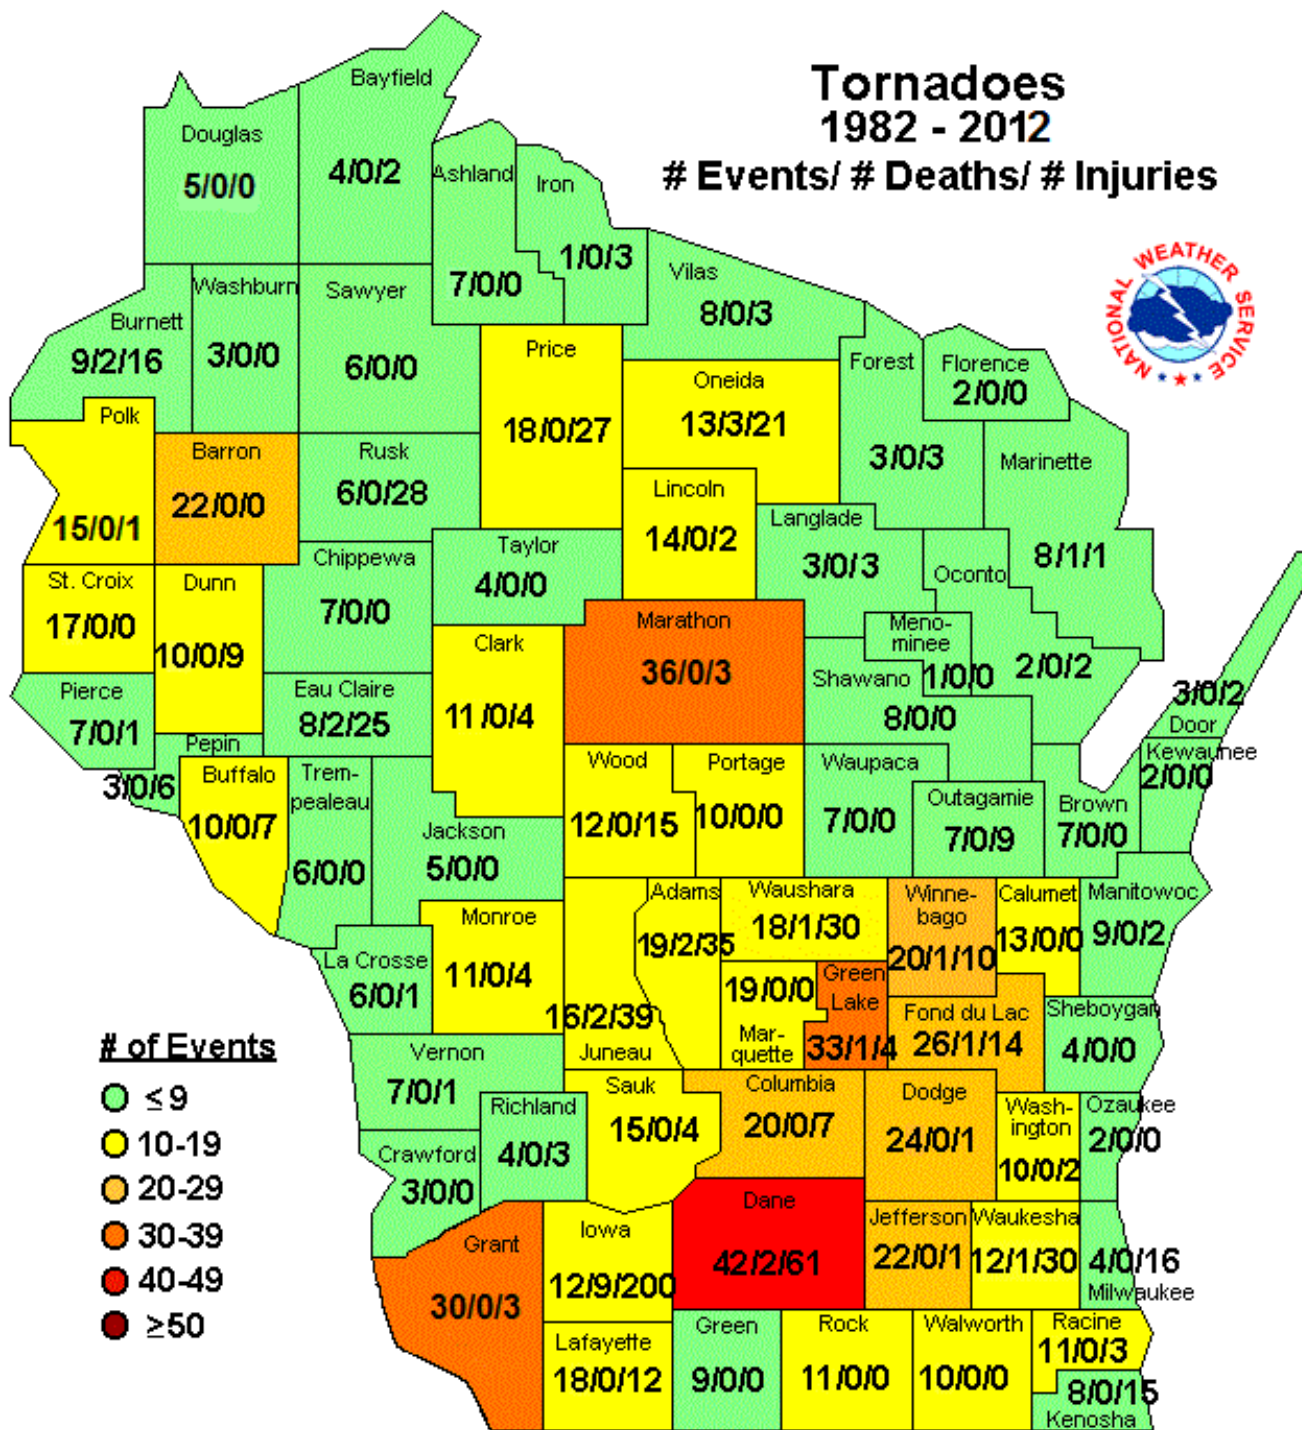 Tornadoes
1982 - 2012
# Events/ # Deaths/ # Injuries
NATIONAL WEATHER SERVICE
Bayfield
4/0/2
Douglas
5/0/0
Ashland
7/0/0
Iron
1/0/3
Vilas
8/0/3
Washburn
3/0/0
Sawyer
6/0/0
Burnett
9/2/16
Price
18/0/27
Oneida
13/3/21
Forest
3/0/3
Florence
2/0/0
Polk
15/0/1
Barron
22/0/0
Rusk
6/0/28
Marinette
8/1/1
Lincoln
14/0/2
Langlade
3/0/3
Taylor
4/0/0
Chippewa
7/0/0
Oconto
2/0/2
St. Croix
17/0/0
Dunn
10/0/9
Clark
11/0/4
Marathon
36/0/3
Meno-
minee
1/0/0
Shawano
8/0/0
Pierce
7/0/1
Eau Claire
8/2/25
Door
3/0/2
Pepin
3/0/6
Buffalo
10/0/7
Trem-
pealeau
6/0/0
Jackson
5/0/0
Wood
12/0/15
Portage
10/0/0
Waupaca
7/0/0
Outagamie
7/0/9
Brown
7/0/0
Kewaunee
2/0/0
Monroe
11/0/4
Adams
19/2/35
Waushara
18/1/30
Winne-
bago
20/1/10
Calumet
13/0/0
Manitowoc
9/0/2
La Crosse
6/0/1
16/2/39
Juneau
19/0/0
Mar-
quette
Green
Lake
33/1/4
Fond du Lac
26/1/14
Sheboygan
4/0/0
Vernon
7/0/1
Richland
4/0/3
Sauk
15/0/4
Columbia
20/0/7
Dodge
24/0/1
Wash-
ington
10/0/2
Ozaukee
2/0/0
Crawford
3/0/0
Grant
30/0/3
Iowa
12/9/200
Dane
42/2/61
Jefferson
22/0/1
Waukesha
12/1/30
4/0/16
Milwaukee
Lafayette
18/0/12
Green
9/0/0
Rock
11/0/0
Walworth
10/0/0
Racine
11/0/3
8/0/15
Kenosha
# of Events
≤ 9
10-19
20-29
30-39
40-49
≥50